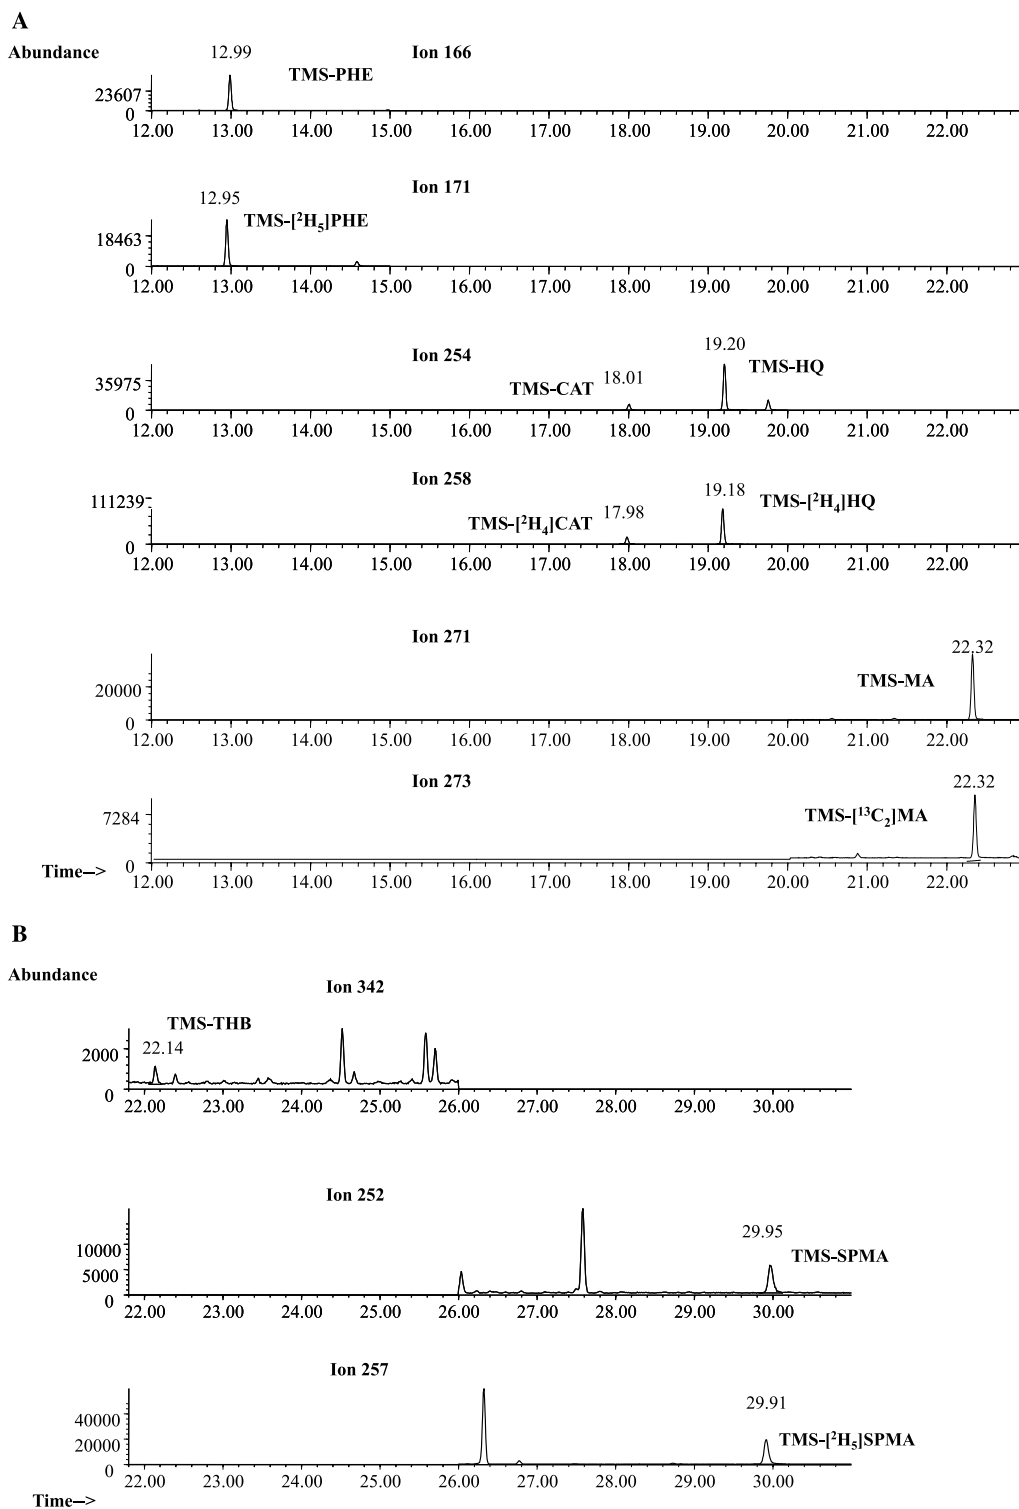 A
Abundance
12.99
Ion 166
TMS-PHE
23607
0
12.00 13.00 14.00 15.00 16.00 17.00 18.00 19.00 20.00 21.00 22.00
Ion 171
12.95
TMS-[²H₅]PHE
18463
0
12.00 13.00 14.00 15.00 16.00 17.00 18.00 19.00 20.00 21.00 22.00
Ion 254
19.20
TMS-HQ
18.01
TMS-CAT
35975
0
12.00 13.00 14.00 15.00 16.00 17.00 18.00 19.00 20.00 21.00 22.00
Ion 258
19.18
TMS-[²H₄]HQ
111239
17.98
TMS-[²H₄]CAT
0
12.00 13.00 14.00 15.00 16.00 17.00 18.00 19.00 20.00 21.00 22.00
Ion 271
22.32
TMS-MA
20000
0
12.00 13.00 14.00 15.00 16.00 17.00 18.00 19.00 20.00 21.00 22.00
Ion 273
22.32
TMS-[¹³C₂]MA
7284
0
Time-->
12.00 13.00 14.00 15.00 16.00 17.00 18.00 19.00 20.00 21.00 22.00
B
Abundance
Ion 342
TMS-THB
22.14
2000
0
22.00 23.00 24.00 25.00 26.00 27.00 28.00 29.00 30.00
Ion 252
29.95
TMS-SPMA
10000
5000
0
22.00 23.00 24.00 25.00 26.00 27.00 28.00 29.00 30.00
Ion 257
29.91
TMS-[²H₅]SPMA
40000
20000
0
22.00 23.00 24.00 25.00 26.00 27.00 28.00 29.00 30.00
Time-->